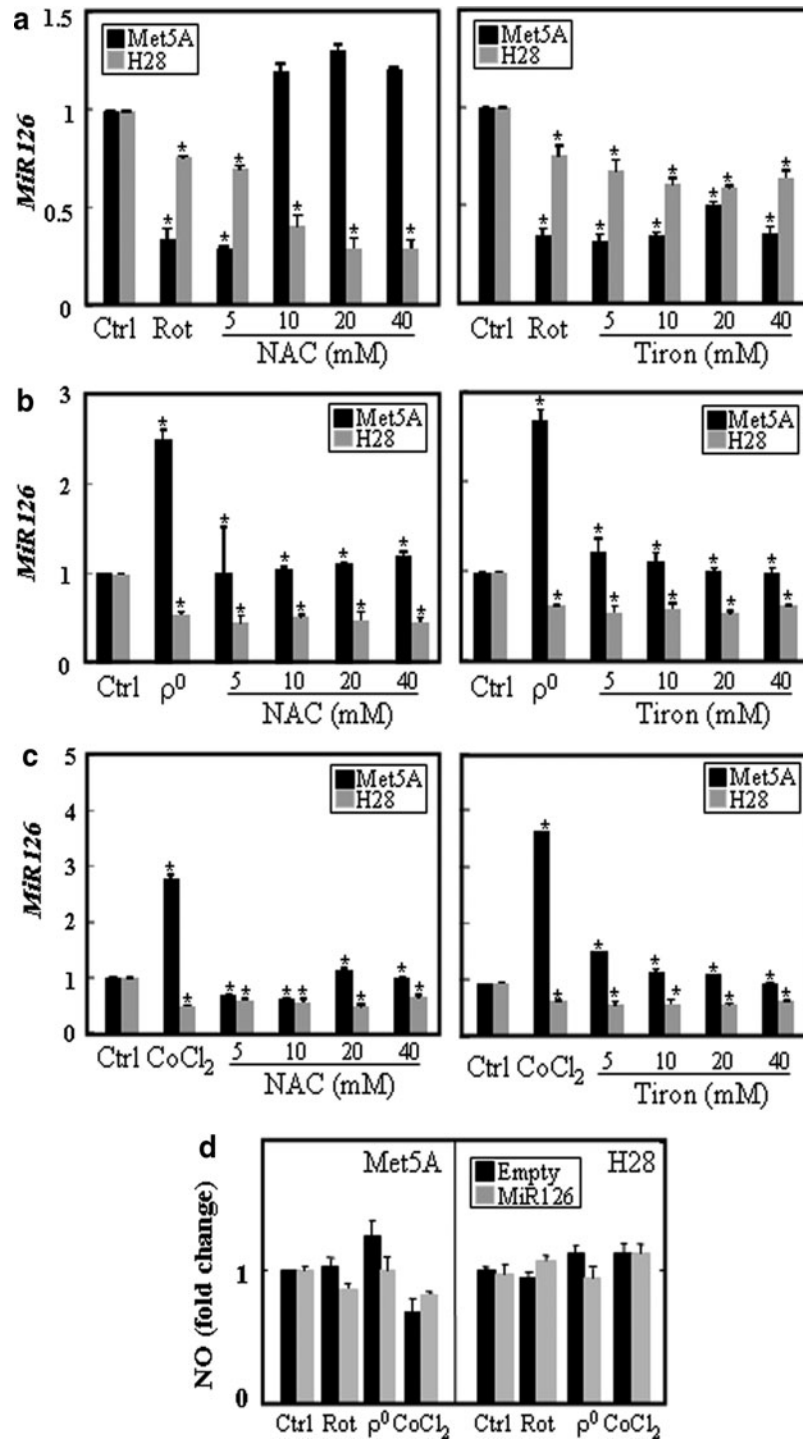 a
1.5
1
0.5
0
MiR126
Met5A
H28
Met5A
H28
* * * * * * * *
* * * * * * * * * *
Ctrl Rot 5 10 20 40
NAC (mM)
Ctrl Rot 5 10 20 40
Tiron (mM)
b
3
2
1
0
MiR126
Met5A
H28
Met5A
H28
* * * * * * * * * *
* * * * * * * * * *
Ctrl ρ⁰ 5 10 20 40
NAC (mM)
Ctrl ρ⁰ 5 10 20 40
Tiron (mM)
c
5
4
3
2
1
0
MiR126
Met5A
H28
Met5A
H28
* * * * * * * * * *
* * * * * * * * * *
Ctrl CoCl₂ 5 10 20 40
NAC (mM)
Ctrl CoCl₂ 5 10 20 40
Tiron (mM)
d
Met5A
Empty
MiR126
H28
NO (fold change)
1
0
Ctrl Rot ρ⁰ CoCl₂
Ctrl Rot ρ⁰ CoCl₂